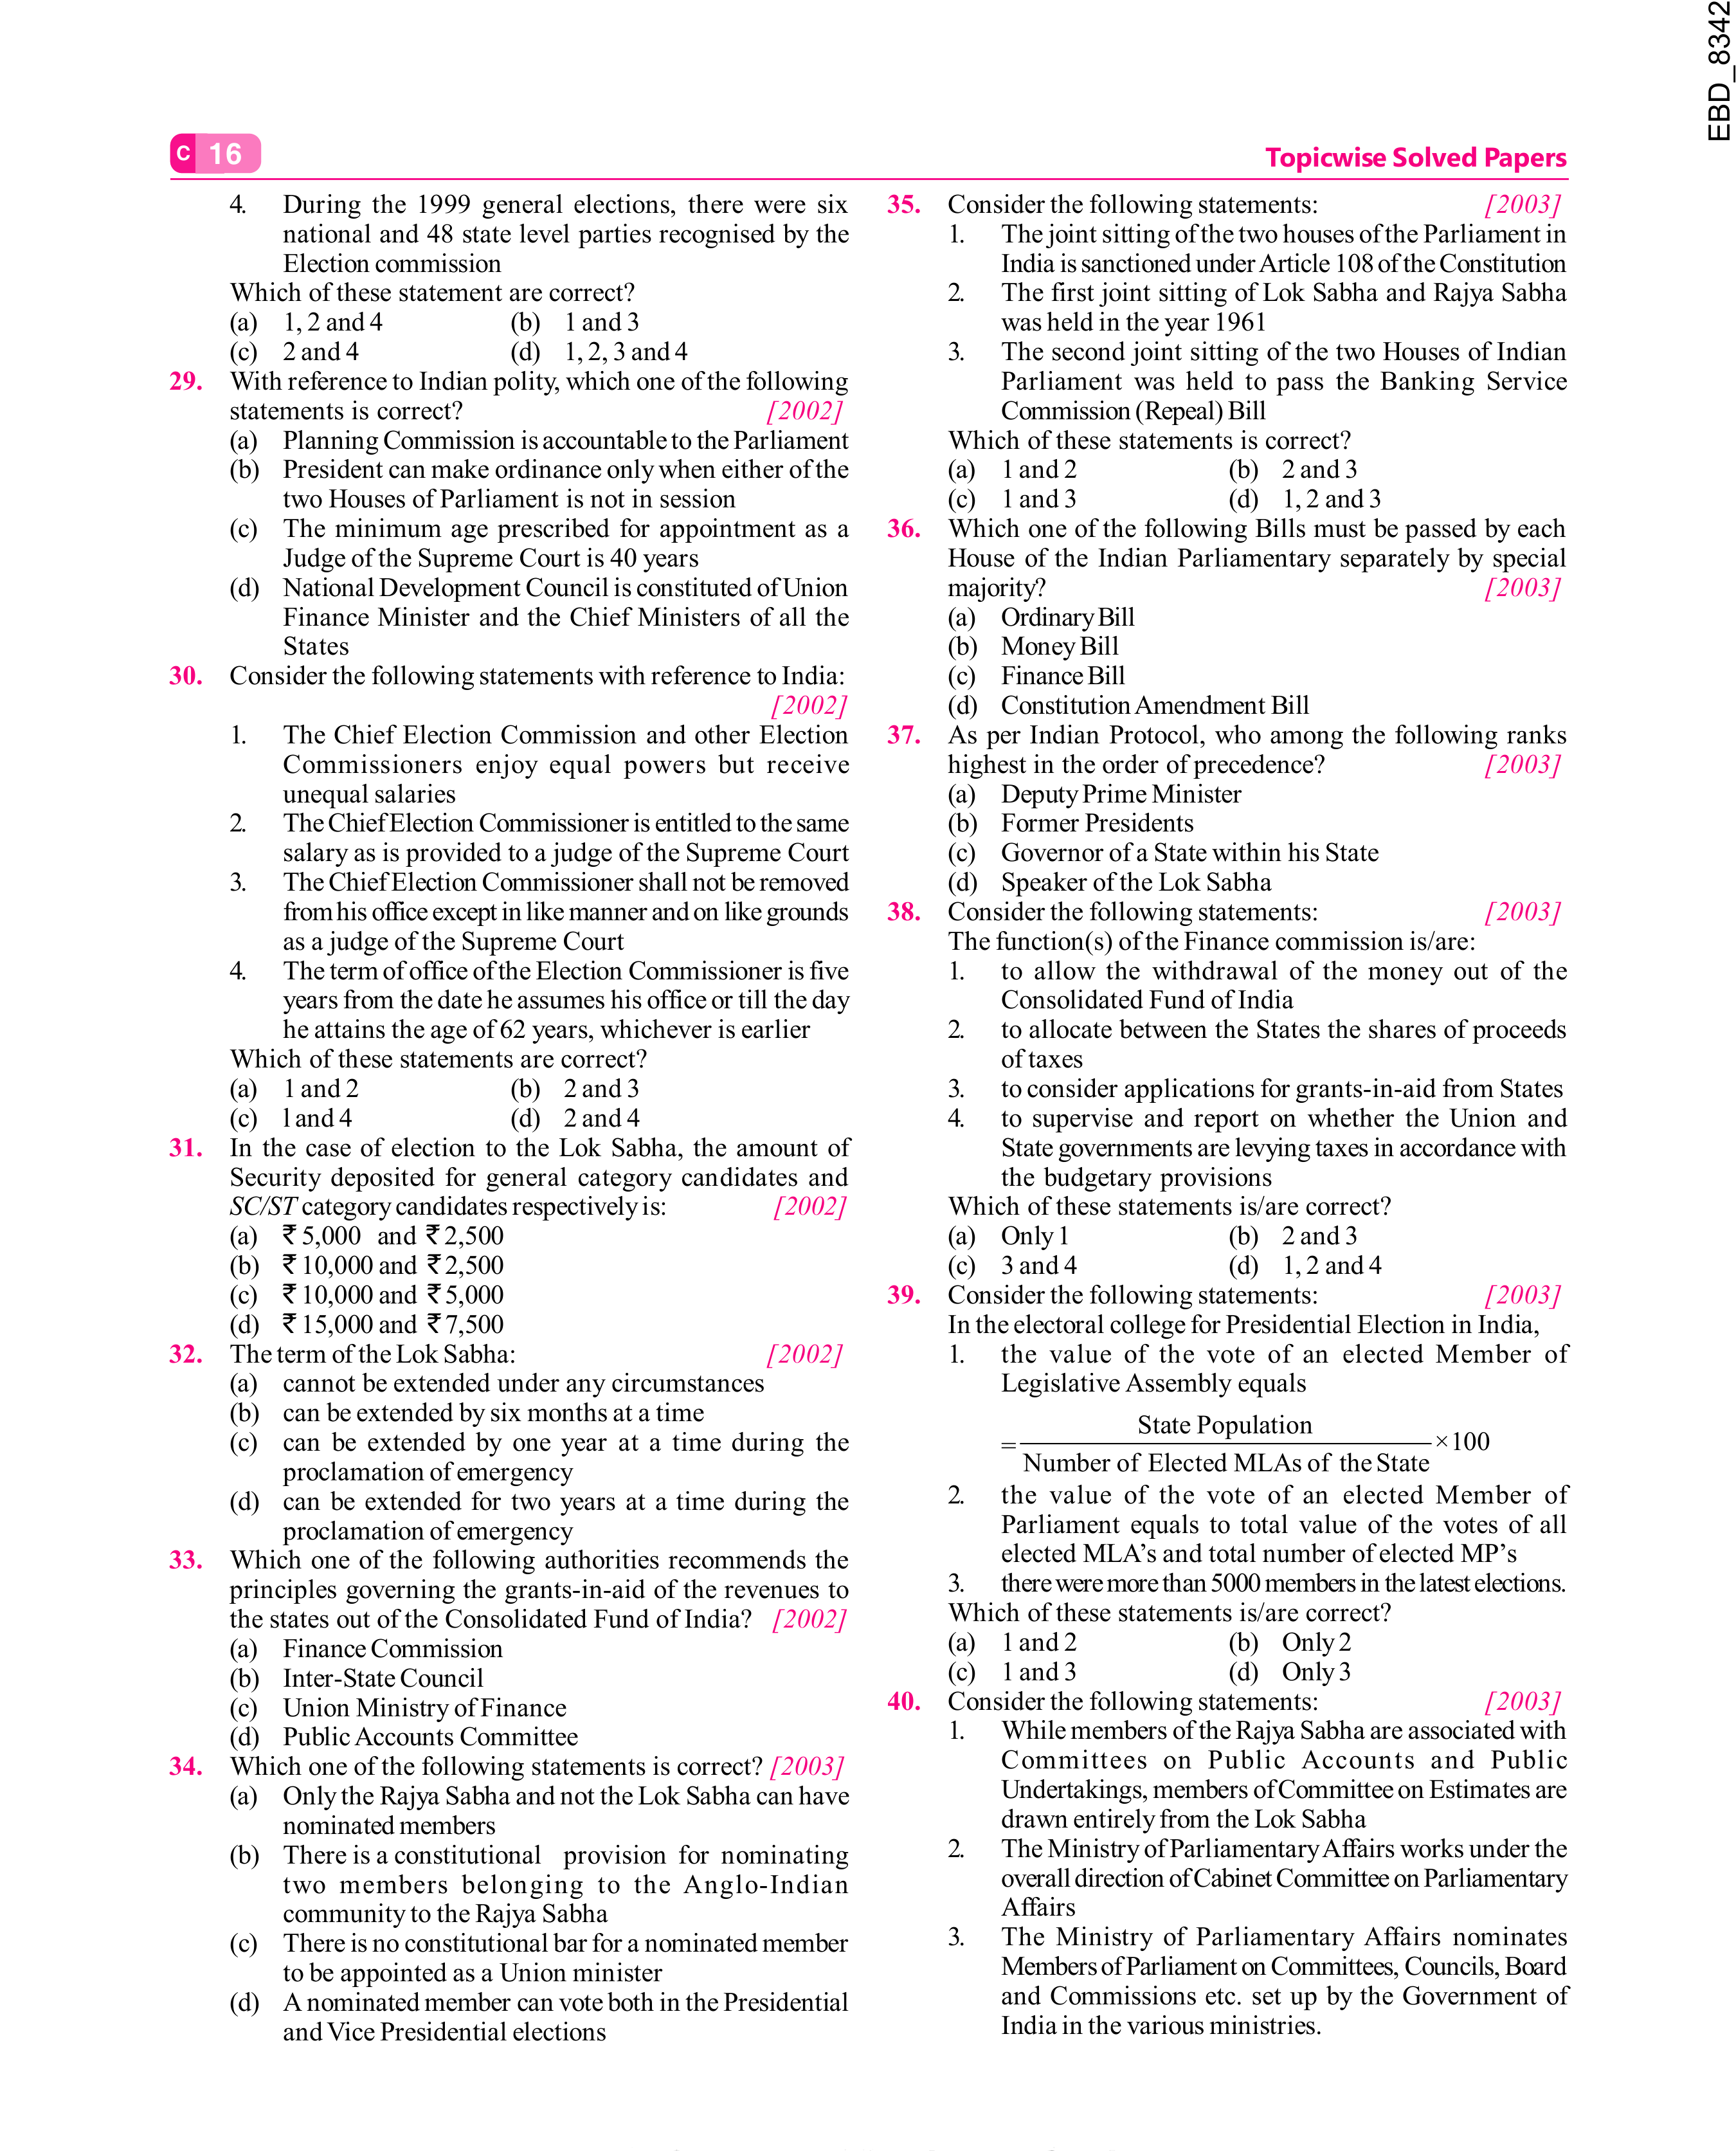 EBD_8342
C 16
Topicwise Solved Papers
4. During the 1999 general elections, there were six
national and 48 state level parties recognised by the
Election commission
Which of these statement are correct?
(a) 1, 2 and 4 (b) 1 and 3
(c) 2 and 4 (d) 1, 2, 3 and 4
29. With reference to Indian polity, which one of the following
statements is correct? [2002]
(a) Planning Commission is accountable to the Parliament
(b) President can make ordinance only when either of the
two Houses of Parliament is not in session
(c) The minimum age prescribed for appointment as a
Judge of the Supreme Court is 40 years
(d) National Development Council is constituted of Union
Finance Minister and the Chief Ministers of all the
States
30. Consider the following statements with reference to India:
[2002]
1. The Chief Election Commission and other Election
Commissioners enjoy equal powers but receive
unequal salaries
2. The Chief Election Commissioner is entitled to the same
salary as is provided to a judge of the Supreme Court
3. The Chief Election Commissioner shall not be removed
from his office except in like manner and on like grounds
as a judge of the Supreme Court
4. The term of office of the Election Commissioner is five
years from the date he assumes his office or till the day
he attains the age of 62 years, whichever is earlier
Which of these statements are correct?
(a) 1 and 2 (b) 2 and 3
(c) l and 4 (d) 2 and 4
31. In the case of election to the Lok Sabha, the amount of
Security deposited for general category candidates and
SC/ST category candidates respectively is: [2002]
(a) ₹ 5,000 and ₹ 2,500
(b) ₹ 10,000 and ₹ 2,500
(c) ₹ 10,000 and ₹ 5,000
(d) ₹ 15,000 and ₹ 7,500
32. The term of the Lok Sabha: [2002]
(a) cannot be extended under any circumstances
(b) can be extended by six months at a time
(c) can be extended by one year at a time during the
proclamation of emergency
(d) can be extended for two years at a time during the
proclamation of emergency
33. Which one of the following authorities recommends the
principles governing the grants-in-aid of the revenues to
the states out of the Consolidated Fund of India? [2002]
(a) Finance Commission
(b) Inter-State Council
(c) Union Ministry of Finance
(d) Public Accounts Committee
34. Which one of the following statements is correct? [2003]
(a) Only the Rajya Sabha and not the Lok Sabha can have
nominated members
(b) There is a constitutional provision for nominating
two members belonging to the Anglo-Indian
community to the Rajya Sabha
(c) There is no constitutional bar for a nominated member
to be appointed as a Union minister
(d) A nominated member can vote both in the Presidential
and Vice Presidential elections
35. Consider the following statements: [2003]
1. The joint sitting of the two houses of the Parliament in
India is sanctioned under Article 108 of the Constitution
2. The first joint sitting of Lok Sabha and Rajya Sabha
was held in the year 1961
3. The second joint sitting of the two Houses of Indian
Parliament was held to pass the Banking Service
Commission (Repeal) Bill
Which of these statements is correct?
(a) 1 and 2 (b) 2 and 3
(c) 1 and 3 (d) 1, 2 and 3
36. Which one of the following Bills must be passed by each
House of the Indian Parliamentary separately by special
majority? [2003]
(a) Ordinary Bill
(b) Money Bill
(c) Finance Bill
(d) Constitution Amendment Bill
37. As per Indian Protocol, who among the following ranks
highest in the order of precedence? [2003]
(a) Deputy Prime Minister
(b) Former Presidents
(c) Governor of a State within his State
(d) Speaker of the Lok Sabha
38. Consider the following statements: [2003]
The function(s) of the Finance commission is/are:
1. to allow the withdrawal of the money out of the
Consolidated Fund of India
2. to allocate between the States the shares of proceeds
of taxes
3. to consider applications for grants-in-aid from States
4. to supervise and report on whether the Union and
State governments are levying taxes in accordance with
the budgetary provisions
Which of these statements is/are correct?
(a) Only 1 (b) 2 and 3
(c) 3 and 4 (d) 1, 2 and 4
39. Consider the following statements: [2003]
In the electoral college for Presidential Election in India,
1. the value of the vote of an elected Member of
Legislative Assembly equals
State Population
= ×100
Number of Elected MLAs of the State
2. the value of the vote of an elected Member of
Parliament equals to total value of the votes of all
elected MLA's and total number of elected MP's
3. there were more than 5000 members in the latest elections.
Which of these statements is/are correct?
(a) 1 and 2 (b) Only 2
(c) 1 and 3 (d) Only 3
40. Consider the following statements: [2003]
1. While members of the Rajya Sabha are associated with
Committees on Public Accounts and Public
Undertakings, members of Committee on Estimates are
drawn entirely from the Lok Sabha
2. The Ministry of Parliamentary Affairs works under the
overall direction of Cabinet Committee on Parliamentary
Affairs
3. The Ministry of Parliamentary Affairs nominates
Members of Parliament on Committees, Councils, Board
and Commissions etc. set up by the Government of
India in the various ministries.